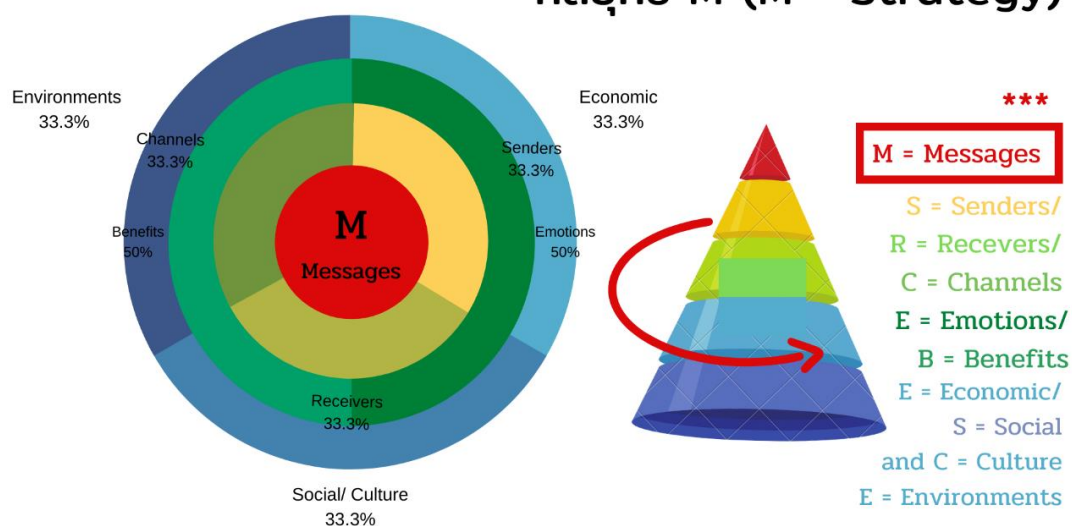 M (M - Strategy)
Environments
33.3%
Economic
33.3%
Channels
33.3%
Senders
33.3%
Benefits
50%
Emotions
50%
M
Messages
Receivers
33.3%
Social/ Culture
33.3%
***
M = Messages
S = Senders/
R = Recevers/
C = Channels
E = Emotions/
B = Benefits
E = Economic/
S = Social
and C = Culture
E = Environments